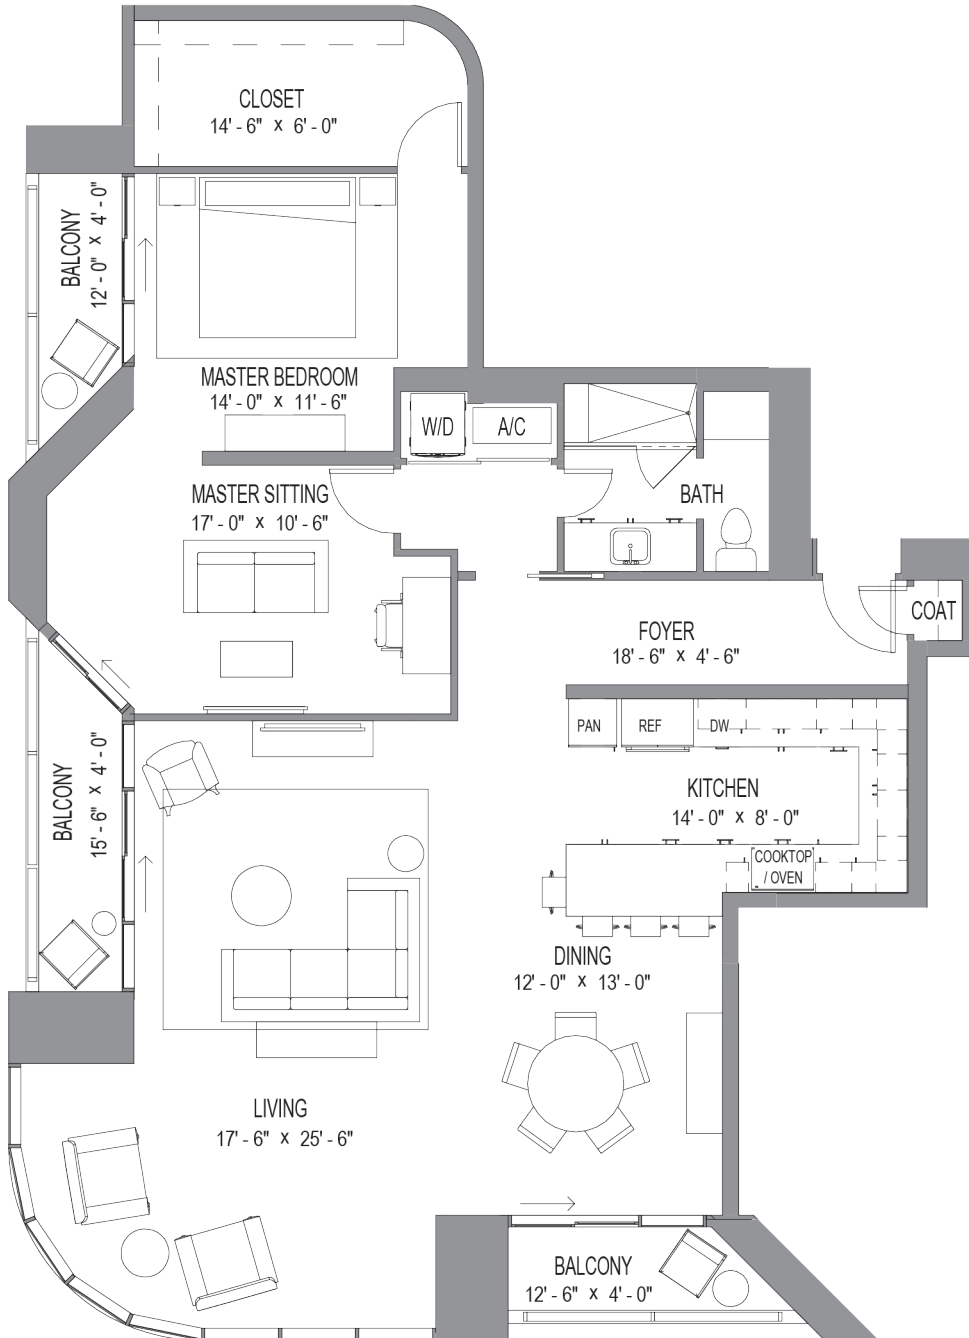 CLOSET
14' - 6" x 6' - 0"
BALCONY
12' - 0" x 4' - 0"
MASTER BEDROOM
14' - 0" x 11' - 6"
W/D
A/C
MASTER SITTING
17' - 0" x 10' - 6"
BATH
COAT
FOYER
18' - 6" x 4' - 6"
PAN
REF
DW
BALCONY
15' - 6" x 4' - 0"
KITCHEN
14' - 0" x 8' - 0"
COOKTOP
/ OVEN
DINING
12' - 0" x 13' - 0"
LIVING
17' - 6" x 25' - 6"
BALCONY
12' - 6" x 4' - 0"